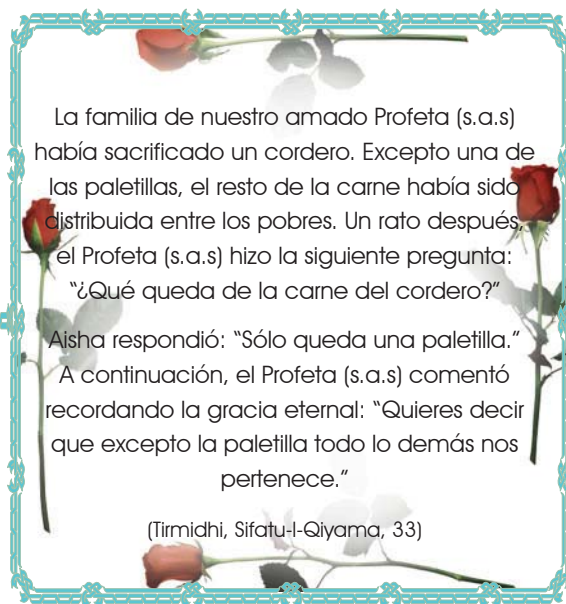 La familia de nuestro amado Profeta (s.a.s)
había sacrificado un cordero. Excepto una de
las paletillas, el resto de la carne había sido
distribuida entre los pobres. Un rato después,
el Profeta (s.a.s) hizo la siguiente pregunta:
“¿Qué queda de la carne del cordero?”
Aisha respondió: “Sólo queda una paletilla.”
A continuación, el Profeta (s.a.s) comentó
recordando la gracia eternal: “Quieres decir
que excepto la paletilla todo lo demás nos
pertenece.”
(Tirmidhi, Sifatu-l-Qiyama, 33)